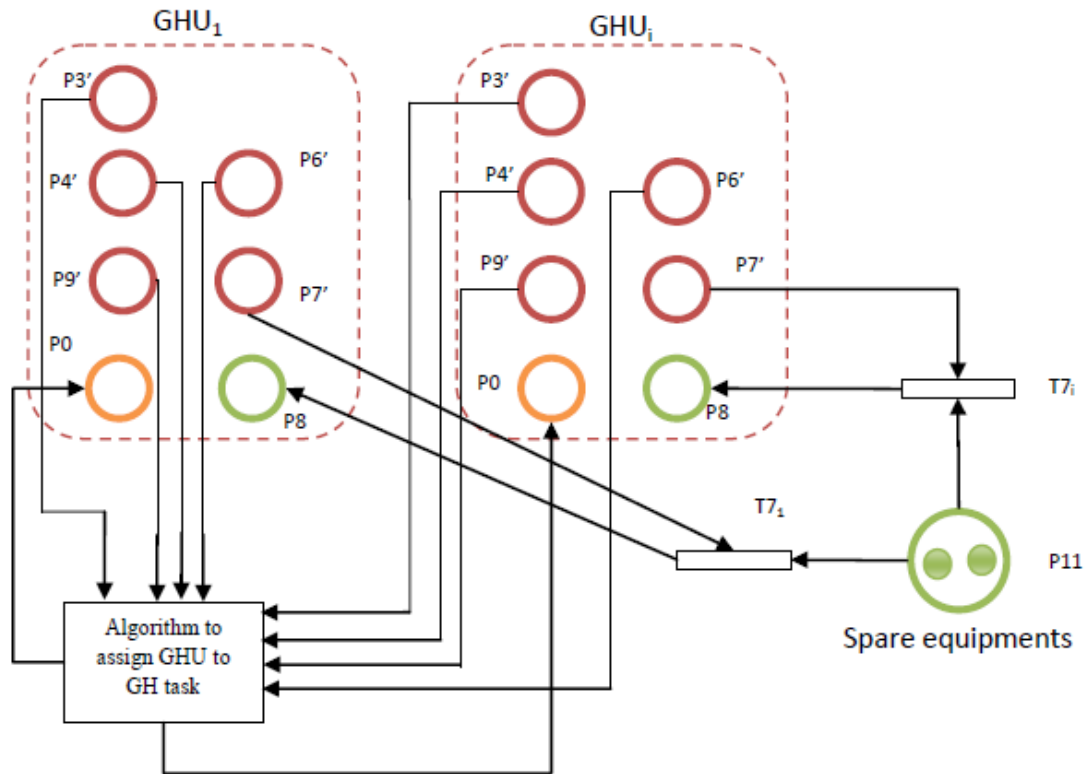 GHU1
GHUi
P3’
P3’
P4’
P6’
P4’
P6’
P9’
P7’
P9’
P7’
P0
P8
P0
P8
T7i
T71
P11
Spare equipments
Algorithm to
assign GHU to
GH task